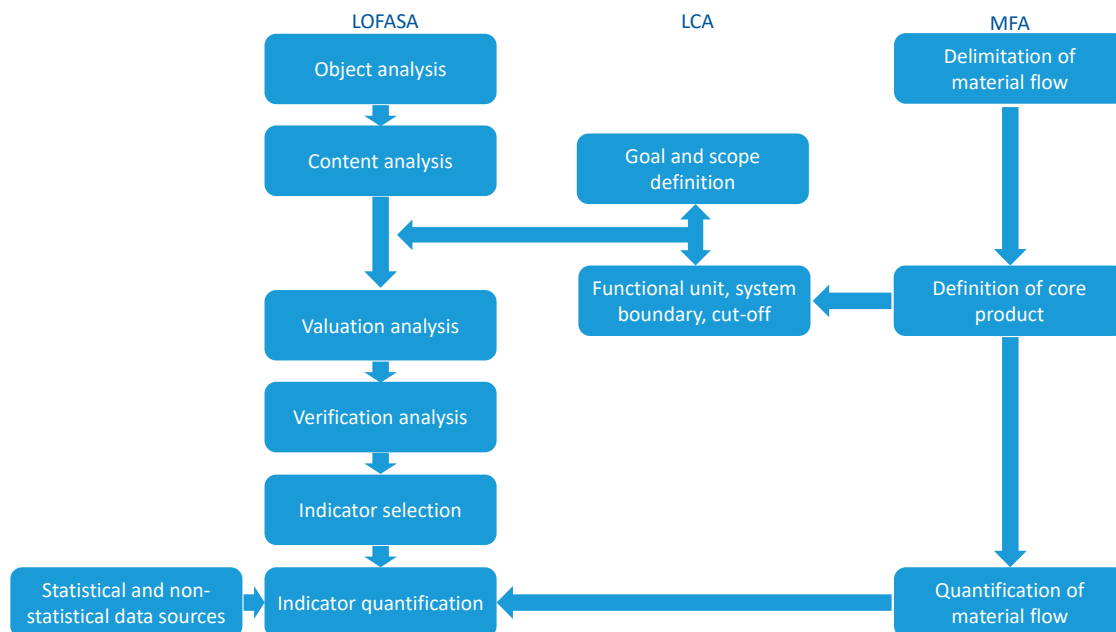 LOFASA
LCA
MFA
Object analysis
Delimitation of
material flow
Content analysis
Goal and scope
definition
Valuation analysis
Functional unit, system
boundary, cut-off
Definition of core
product
Verification analysis
Indicator selection
Statistical and non-
statistical data sources
Indicator quantification
Quantification of
material flow